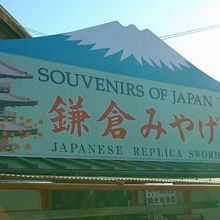 SOUVENIRS OF JAPAN
鎌倉みやげ
JAPANESE REPLICA SWORD